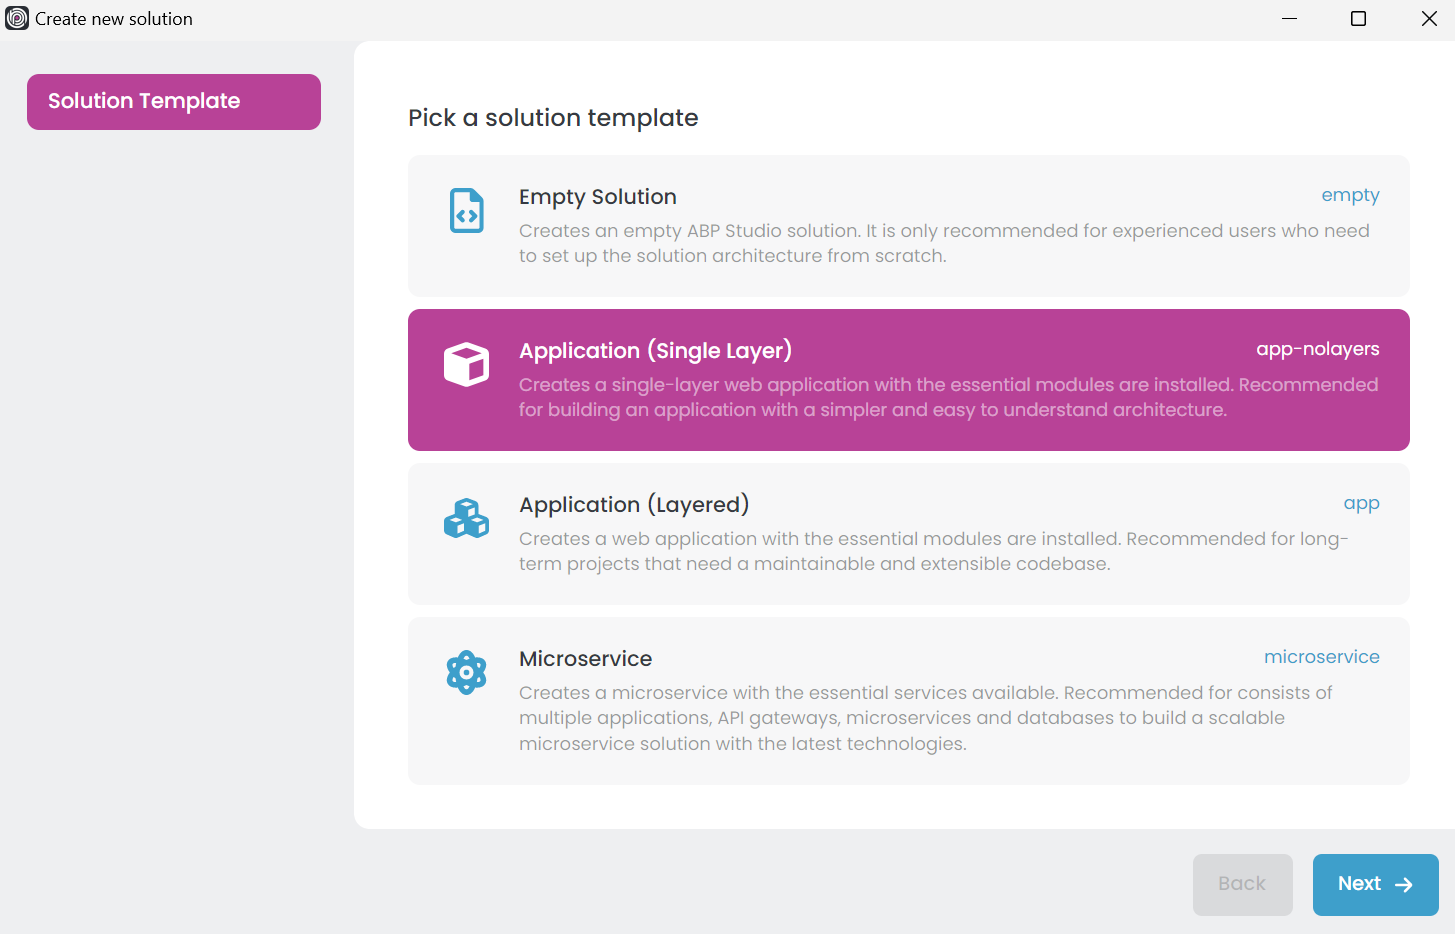 Create new solution
Solution Template
Pick a solution template
Empty Solution
empty
Creates an empty ABP Studio solution. It is only recommended for experienced users who need
to set up the solution architecture from scratch.
Application (Single Layer)
app-nolayers
Creates a single-layer web application with the essential modules are installed. Recommended
for building an application with a simpler and easy to understand architecture.
Application (Layered)
app
Creates a web application with the essential modules are installed. Recommended for long-
term projects that need a maintainable and extensible codebase.
Microservice
microservice
Creates a microservice with the essential services available. Recommended for consists of
multiple applications, API gateways, microservices and databases to build a scalable
microservice solution with the latest technologies.
Back
Next